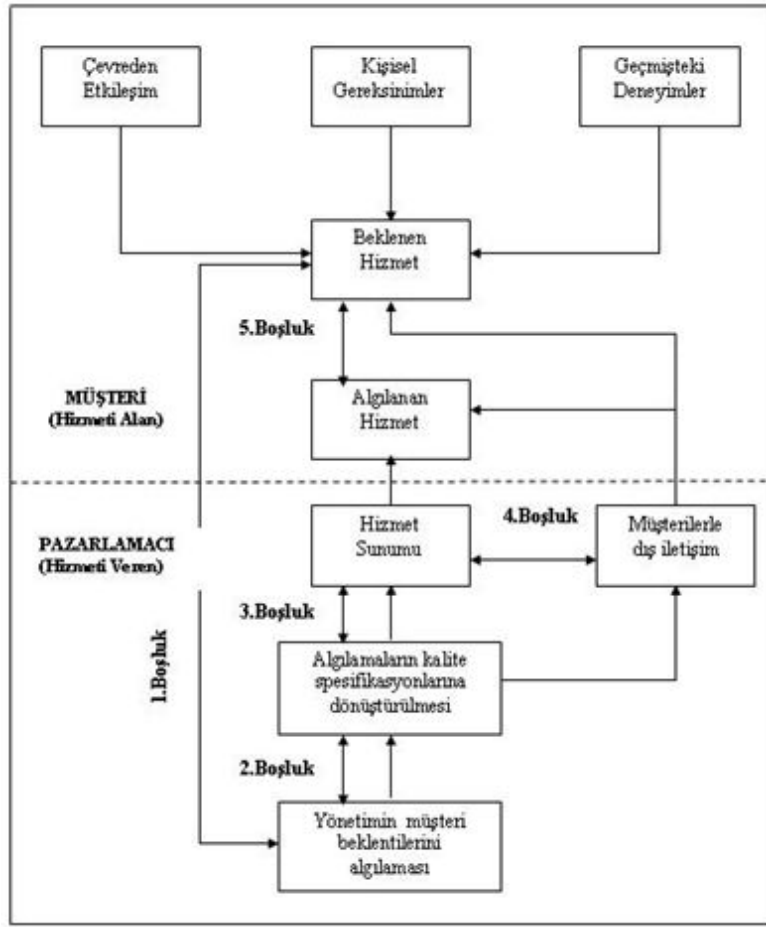 Çevreden
Etkileşim
Kişisel
Gereksinimler
Geçmişteki
Deneyimler
Beklenen
Hizmet
5.Boşluk
MÜŞTERİ
(Hizmeti Alan)
Algılanan
Hizmet
PAZARLAMACI
(Hizmeti Veren)
Hizmet
Sunumu
4.Boşluk
Müşterilerle
dış iletişim
3.Boşluk
1.Boşluk
Algılamaların kalite
spesifikasyonlarına
dönüştürülmesi
2.Boşluk
Yönetimin müşteri
beklentilerini
algılaması